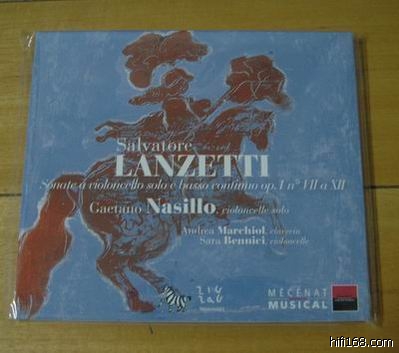 Salvatore
LANZETTI
Sonate a violoncello solo e basso continuo op. I n° VII a XII
Gaetano Nasillo, violoncelle solo
Andrea Marchiol, clavecin
Sara Bennici, violoncelle
MÉCÉNAT
MUSICAL
hifi168.com